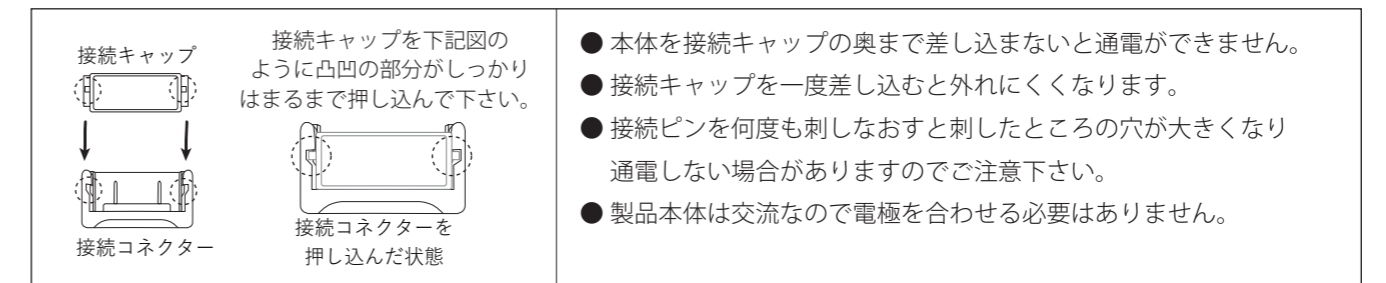 接続キャップ
接続コネクター
接続キャップを下記図の
ように凸凹の部分がしっかり
はまるまで押し込んで下さい。
接続コネクターを
押し込んだ状態
● 本体を接続キャップの奥まで差し込まないと通電ができません。
● 接続キャップを一度差し込むと外れにくくなります。
● 接続ピンを何度も刺しなおすと刺したところの穴が大きくなり
通電しない場合がありますのでご注意下さい。
● 製品本体は交流なので電極を合わせる必要はありません。